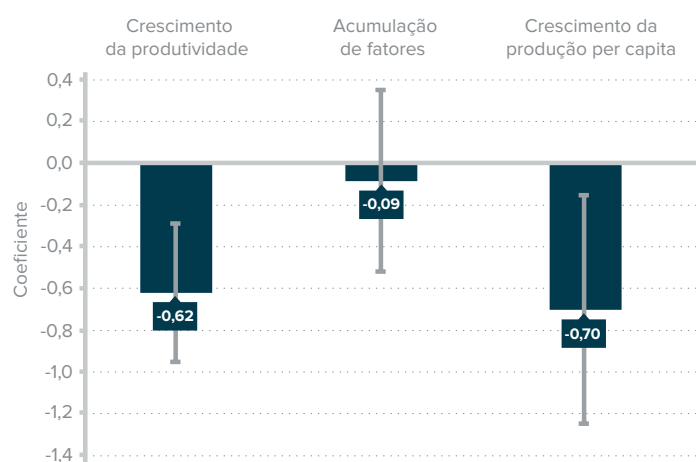 Crescimento
da produtividade
Acumulação
de fatores
Crescimento da
produção per capita
0,4
0,2
0,0
-0,2
-0,4
-0,6
-0,8
-1,0
-1,2
-1,4
Coeficiente
-0,62
-0,09
-0,70